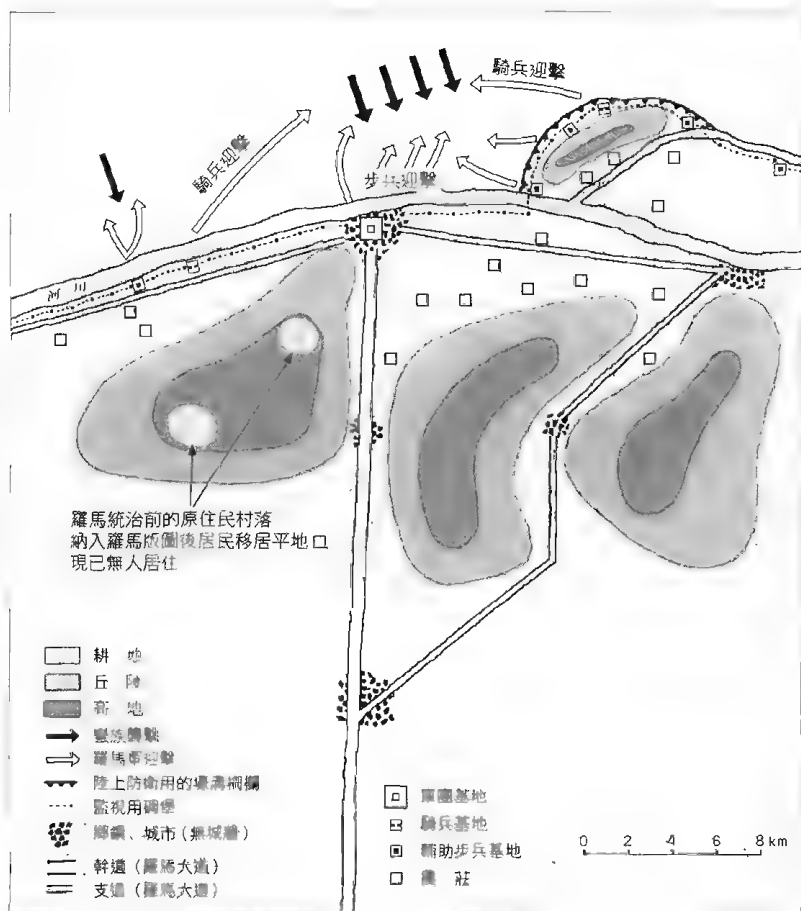 騎兵迎擊
騎兵迎擊
步兵迎擊
河川
羅馬統治前的原住民村落
納入羅馬版圖後居民移居平地
現已無人居住
耕地
丘陵
高地
蠻族襲擊
羅馬軍迎擊
陸上防衛用的壕溝柵欄
監視用碉堡
鄉鎮、城市(無城牆)
幹道(羅馬大道)
支道(羅馬大道)
軍團基地
騎兵基地
輔助步兵基地
農莊
0 2 4 6 8 km